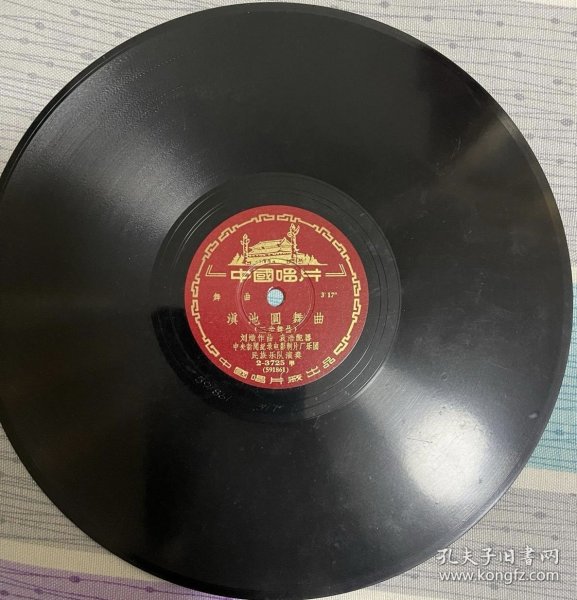 中國唱片
舞曲 3'17"
滇池圓舞曲
(二步舞曲)
刘炽作曲 袁浩配器
中央新聞紀录电影制片厂乐团
民族乐队演奏
2-3725 甲
(591861)
中國唱片厰出品
孔夫子旧书网
www.kongfz.com